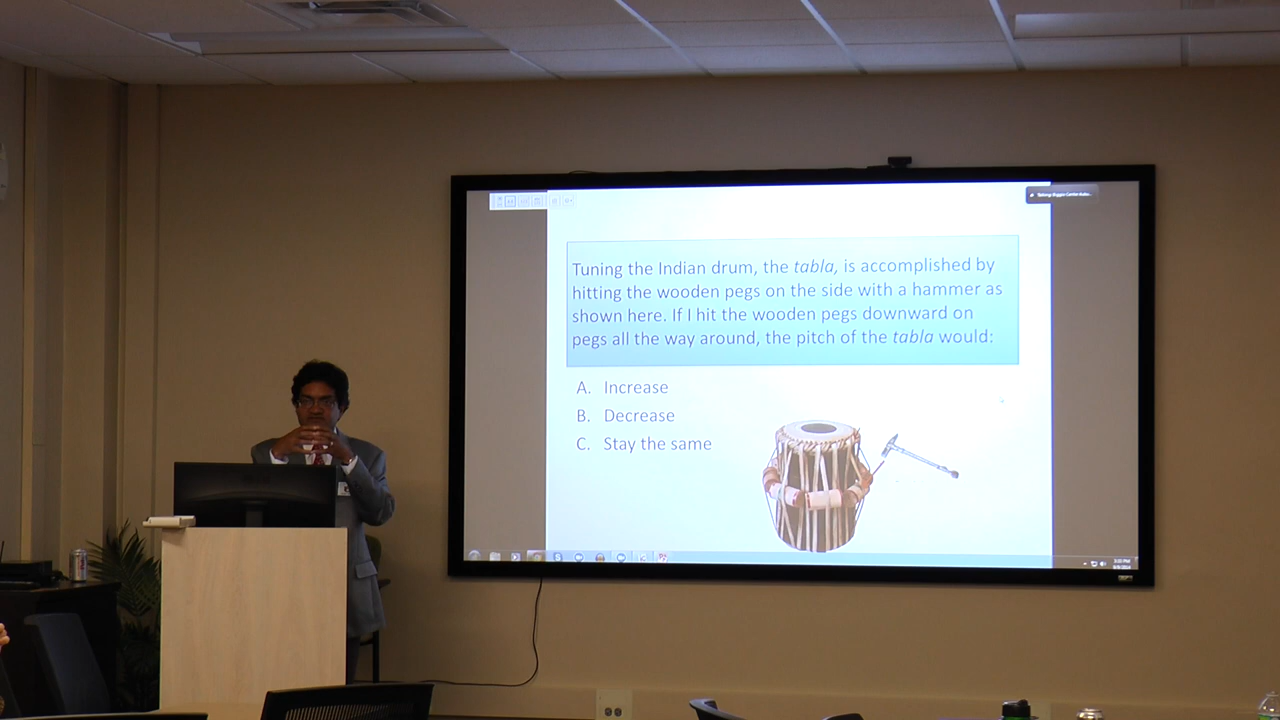 Tuning the Indian drum, the tabla, is accomplished by
hitting the wooden pegs on the side with a hammer as
shown here. If I hit the wooden pegs downward on
pegs all the way around, the pitch of the tabla would:
A. Increase
B. Decrease
C. Stay the same